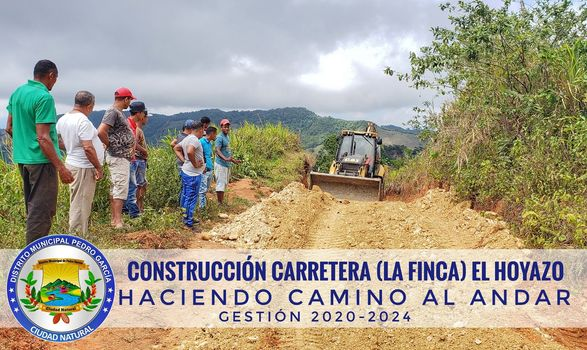 CONSTRUCCIÓN CARRETERA (LA FINCA) EL HOYAZO
HACIENDO CAMINO AL ANDAR
GESTIÓN 2020-2024
DISTRITO MUNICIPAL PEDRO GARCÍA
CIUDAD NATURAL